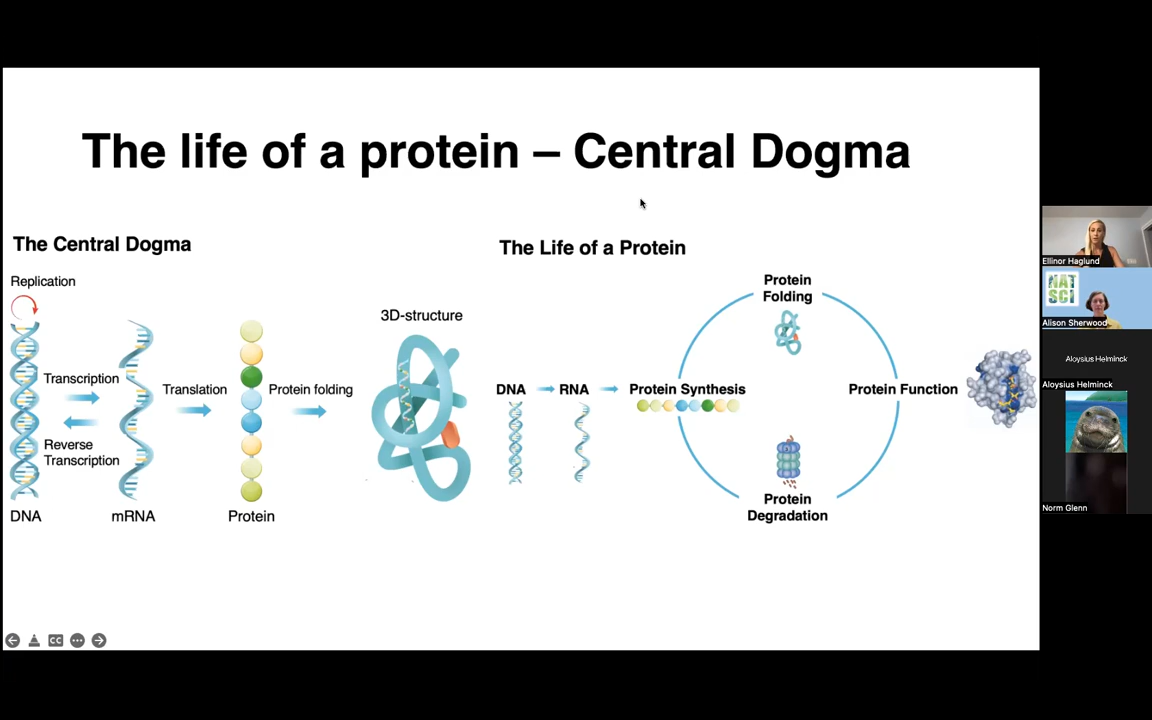 The life of a protein – Central Dogma
The Central Dogma
Replication
Transcription
Reverse
Transcription
Translation
Protein folding
3D-structure
DNA
mRNA
Protein
The Life of a Protein
DNA
RNA
Protein Synthesis
Protein
Folding
Protein Function
Protein
Degradation
CC
Ellinor Haglund
NAT
SCI
Alison Sherwood
Aloysius Helminck
Aloysius Helminck
Norm Glenn